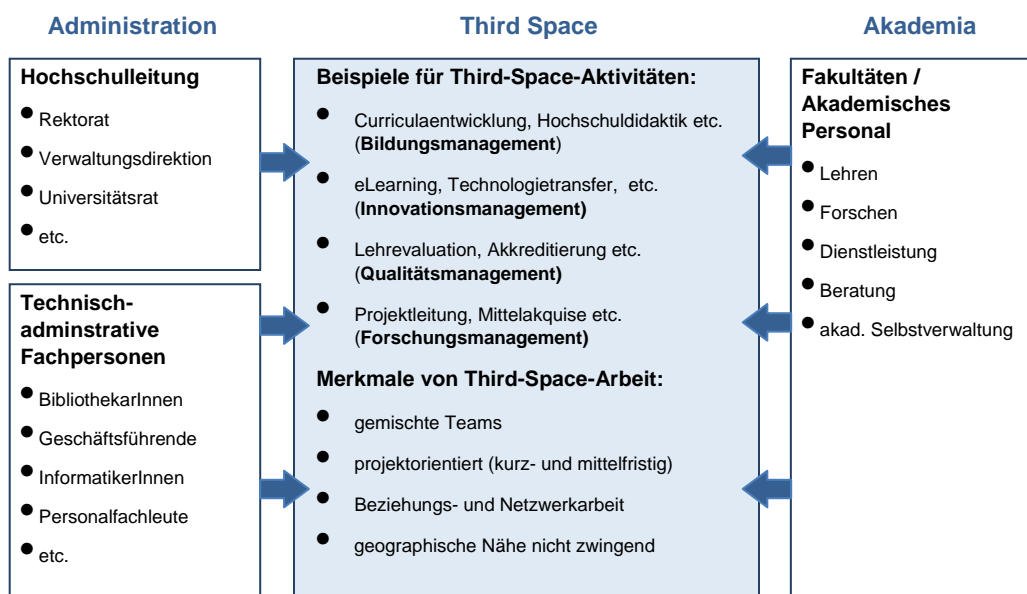 Administration
Third Space
Akademia
Hochschulleitung
● Rektorat
● Verwaltungsdirektion
● Universitätsrat
● etc.
Technisch-
adminstrative
Fachpersonen
● BibliothekarInnen
● Geschäftsführende
● InformatikerInnen
● Personalfachleute
● etc.
Beispiele für Third-Space-Aktivitäten:
● Curriculaentwicklung, Hochschuldidaktik etc.
(Bildungsmanagement)
● eLearning, Technologietransfer, etc.
(Innovationsmanagement)
● Lehrevaluation, Akkreditierung etc.
(Qualitätsmanagement)
● Projektleitung, Mittelakquise etc.
(Forschungsmanagement)
Merkmale von Third-Space-Arbeit:
● gemischte Teams
● projektorientiert (kurz- und mittelfristig)
● Beziehungs- und Netzwerkarbeit
● geographische Nähe nicht zwingend
Fakultäten /
Akademisches
Personal
● Lehren
● Forschen
● Dienstleistung
● Beratung
● akad. Selbstverwaltung